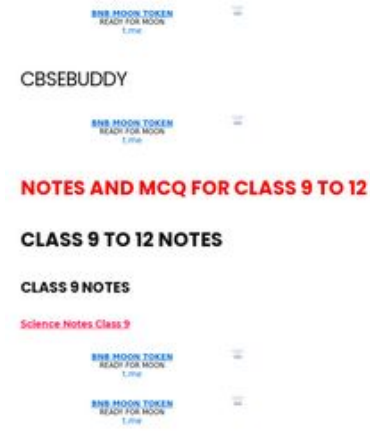 BNB MOON TOKEN
READY FOR MOON
t.me
CBSEBUDDY
BNB MOON TOKEN
READY FOR MOON
t.me
NOTES AND MCQ FOR CLASS 9 TO 12
CLASS 9 TO 12 NOTES
CLASS 9 NOTES
Science Notes Class 9
BNB MOON TOKEN
READY FOR MOON
t.me
BNB MOON TOKEN
READY FOR MOON
t.me